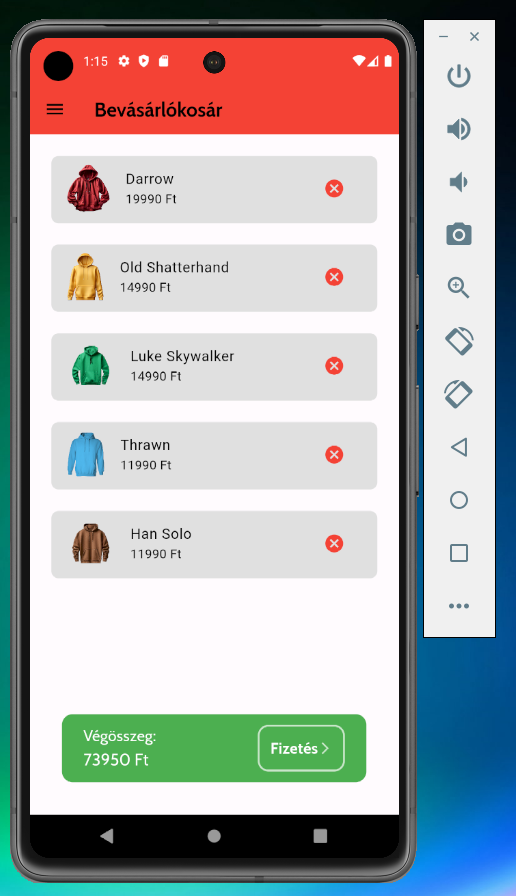 1:15
Bevásárlókosár
Darrow
19990 Ft
Old Shatterhand
14990 Ft
Luke Skywalker
14990 Ft
Thrawn
11990 Ft
Han Solo
11990 Ft
Végösszeg:
73950 Ft
Fizetés